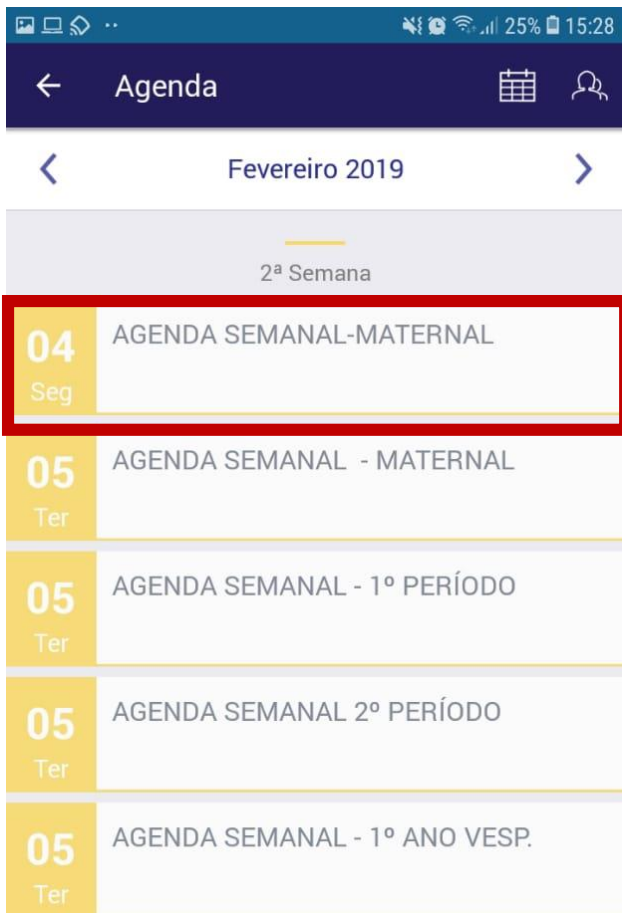 25% 15:28
Agenda
Fevereiro 2019
2ª Semana
04 AGENDA SEMANAL-MATERNAL
Seg
05 AGENDA SEMANAL - MATERNAL
Ter
05 AGENDA SEMANAL - 1º PERÍODO
Ter
05 AGENDA SEMANAL 2º PERÍODO
Ter
05 AGENDA SEMANAL - 1º ANO VESP.
Ter